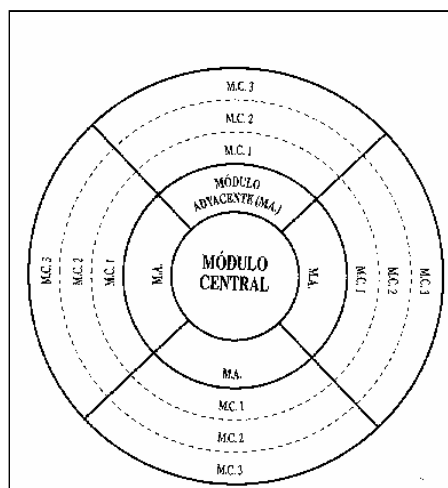 M.C. 3
M.C. 2
M.C. 1
MÓDULO
ADYACENTE (M.A.)
M.C. 3
M.C. 2
M.C. 1
M.A.
MÓDULO
CENTRAL
M.A.
M.C. 1
M.C. 2
M.C. 3
M.A.
M.C. 1
M.C. 2
M.C. 3